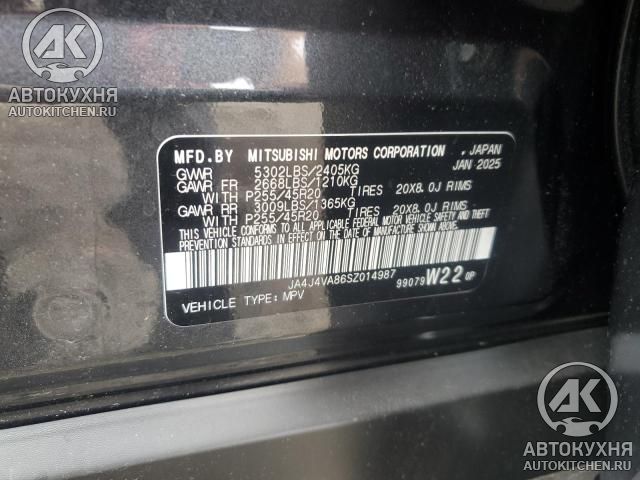 AK
АВТОКУХНЯ
AUTOKITCHEN.RU
MFD.BY MITSUBISHI MOTORS CORPORATION , JAPAN
GVWR 5302LBS/2405KG JAN 2025
GAWR FR 2668LBS/1210KG
WITH P255/45R20 TIRES 20X8.0J RIMS
GAWR RR 3009LBS/1365KG
WITH P255/45R20 TIRES 20X8.0J RIMS
THIS VEHICLE CONFORMS TO ALL APPLICABLE FEDERAL MOTOR VEHICLE SAFETY AND THEFT
PREVENTION STANDARDS IN EFFECT ON THE DATE OF MANUFACTURE SHOWN ABOVE.
JA4J4VA86SZ014987
99079 W22 0P
VEHICLE TYPE: MPV
AK
АВТОКУХНЯ
AUTOKITCHEN.RU